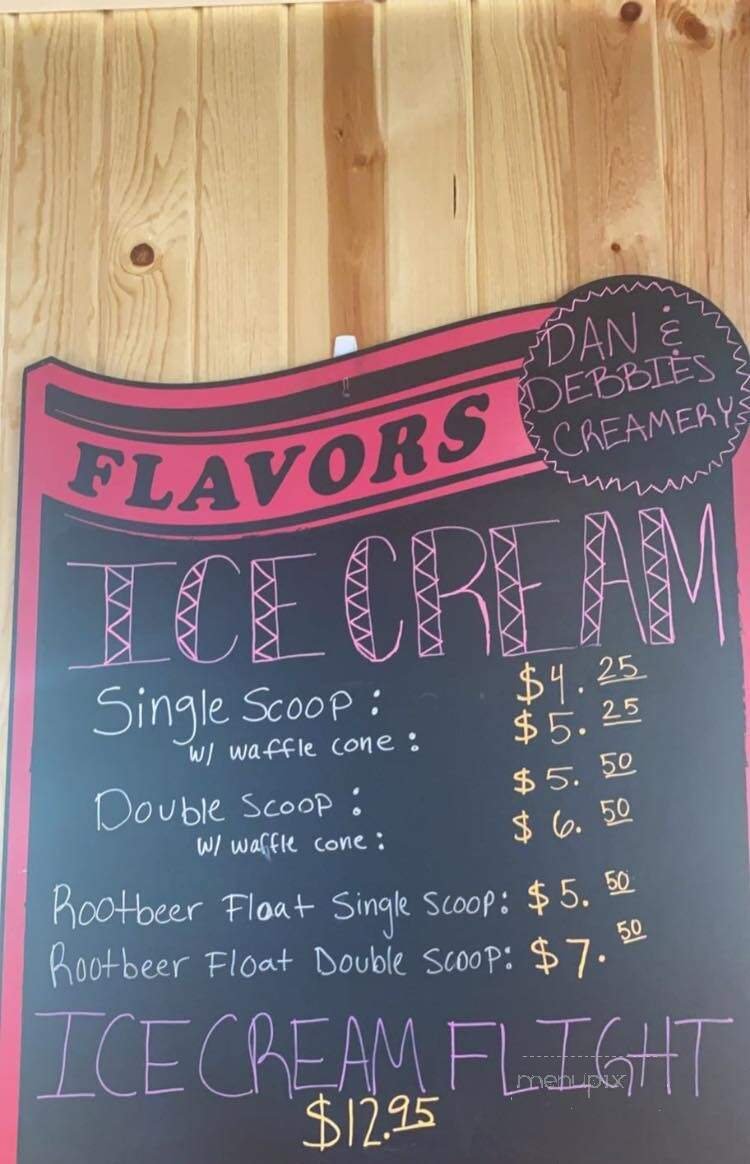 FLAVORS
DAN &
DEBBIES
CREAMERY
ICE CREAM
Single Scoop: $4.25
w/ waffle cone: $5.25
Double Scoop: $5.50
w/ waffle cone: $6.50
Rootbeer Float Single Scoop: $5.50
Rootbeer Float Double Scoop: $7.50
ICE CREAM FLIGHT
menupix
$12.95